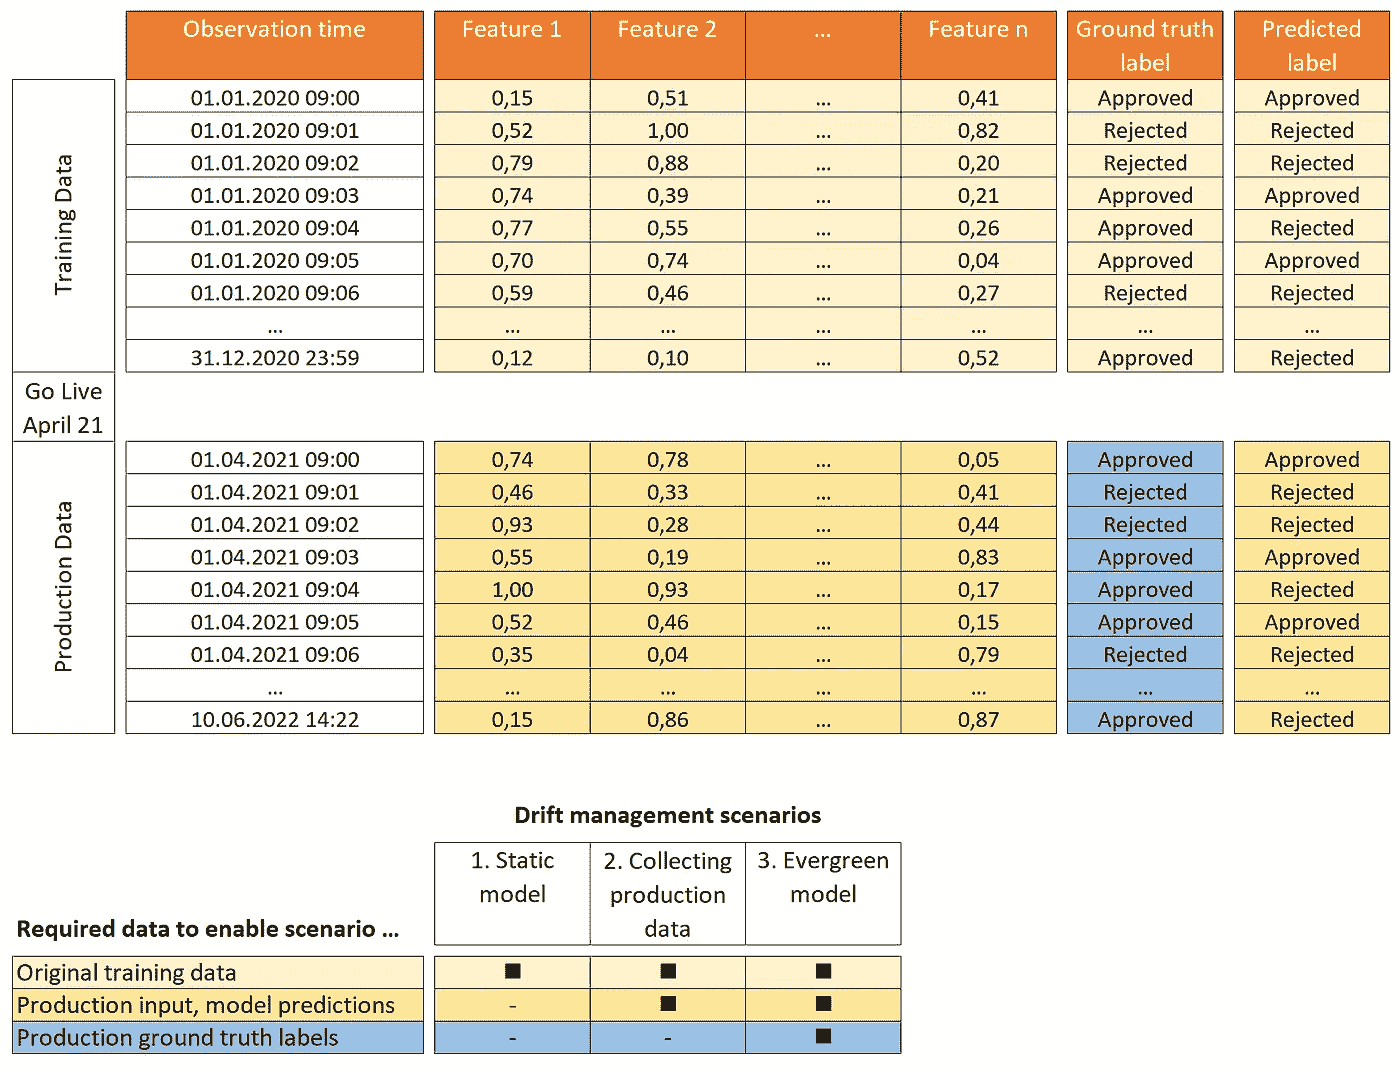 Observation time Feature 1 Feature 2 ... Feature n Ground truth label Predicted label
Training Data
01.01.2020 09:00 0,15 0,51 ... 0,41 Approved Approved
01.01.2020 09:01 0,52 1,00 ... 0,82 Rejected Rejected
01.01.2020 09:02 0,79 0,88 ... 0,20 Rejected Rejected
01.01.2020 09:03 0,74 0,39 ... 0,21 Approved Approved
01.01.2020 09:04 0,77 0,55 ... 0,26 Approved Rejected
01.01.2020 09:05 0,70 0,74 ... 0,04 Approved Approved
01.01.2020 09:06 0,59 0,46 ... 0,27 Rejected Rejected
... ... ... ... ... ...
31.12.2020 23:59 0,12 0,10 ... 0,52 Approved Rejected
Go Live
April 21
Production Data
01.04.2021 09:00 0,74 0,78 ... 0,05 Approved Approved
01.04.2021 09:01 0,46 0,33 ... 0,41 Rejected Rejected
01.04.2021 09:02 0,93 0,28 ... 0,44 Rejected Rejected
01.04.2021 09:03 0,55 0,19 ... 0,83 Approved Approved
01.04.2021 09:04 1,00 0,93 ... 0,17 Approved Rejected
01.04.2021 09:05 0,52 0,46 ... 0,15 Approved Approved
01.04.2021 09:06 0,35 0,04 ... 0,79 Rejected Rejected
... ... ... ... ... ... ...
10.06.2022 14:22 0,15 0,86 ... 0,87 Approved Rejected
Drift management scenarios
1. Static model 2. Collecting production data 3. Evergreen model
Required data to enable scenario ...
Original training data ■ ■ ■
Production input, model predictions - ■ ■
Production ground truth labels - - ■